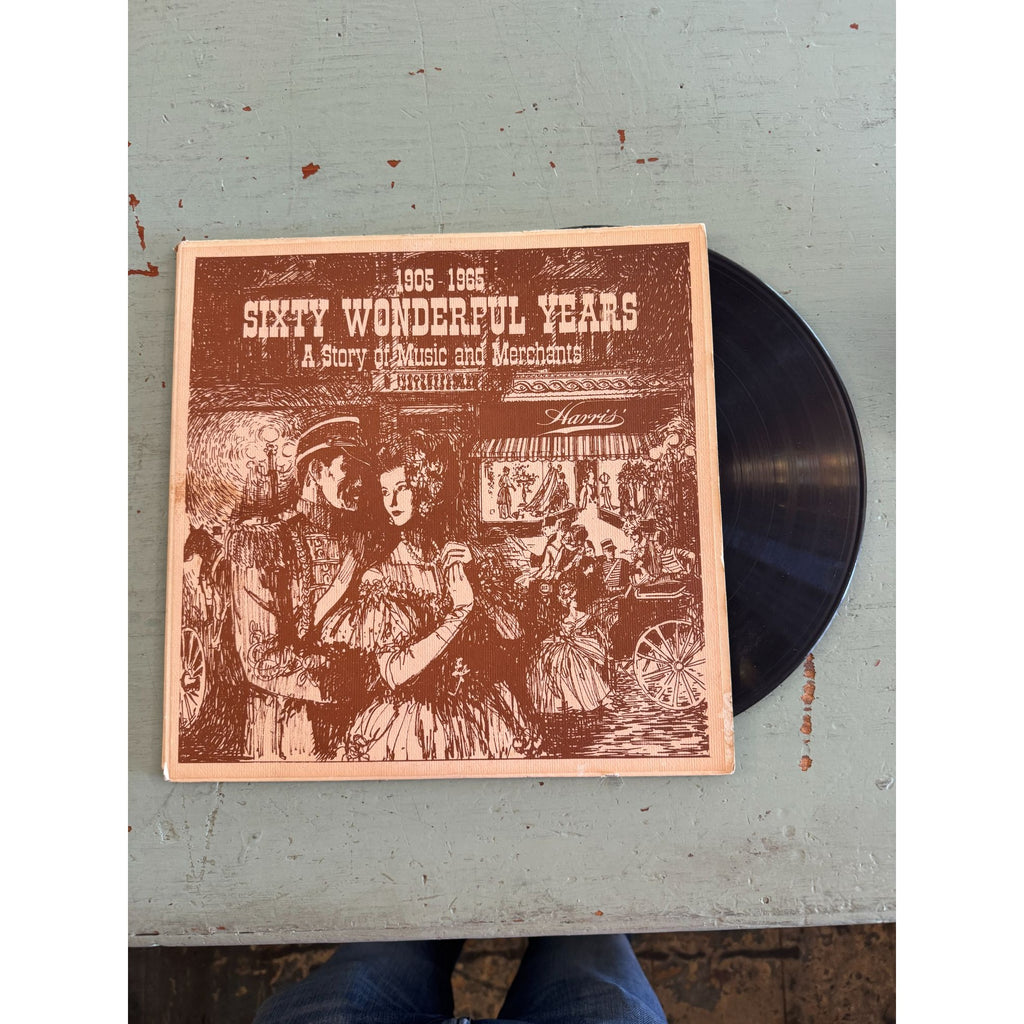 1905 - 1965
SIXTY WONDERFUL YEARS
A Story of Music and Merchants
Harris'